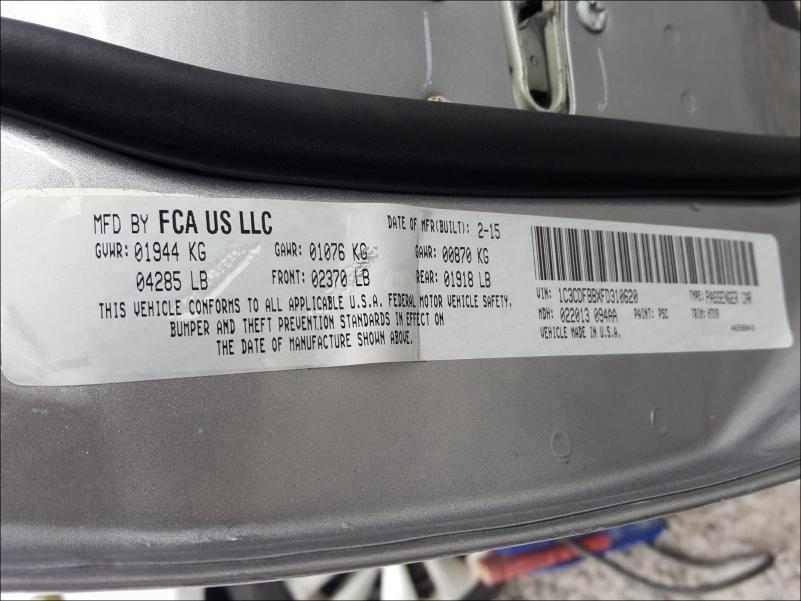 MFD BY FCA US LLC
DATE OF MFR(BUILT): 2-15
GVWR: 01944 KG GAWR: 01076 KG GAWR: 00870 KG
04285 LB FRONT: 02370 LB REAR: 01918 LB
THIS VEHICLE CONFORMS TO ALL APPLICABLE U.S.A. FEDERAL MOTOR VEHICLE SAFETY,
BUMPER AND THEFT PREVENTION STANDARDS IN EFFECT ON
THE DATE OF MANUFACTURE SHOWN ABOVE.
VIN: 1C3CDFBBXFD310620 TYPE: PASSENGER CAR
MDH: 022013 094AA PAINT: PSC TRIM:
VEHICLE MADE IN U.S.A.